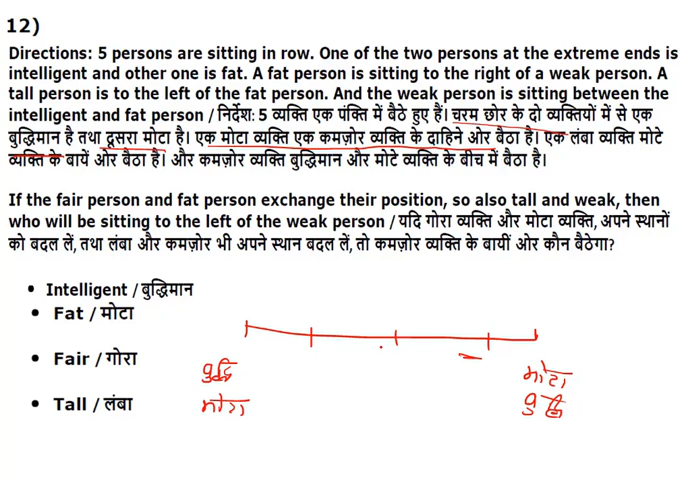 12)
Directions: 5 persons are sitting in row. One of the two persons at the extreme ends is
intelligent and other one is fat. A fat person is sitting to the right of a weak person. A
tall person is to the left of the fat person. And the weak person is sitting between the
intelligent and fat person / निर्देश: 5 व्यक्ति एक पंक्ति में बैठे हुए हैं। चरम छोर के दो व्यक्तियों में से एक
बुद्धिमान है तथा दूसरा मोटा है। एक मोटा व्यक्ति एक कमज़ोर व्यक्ति के दाहिने ओर बैठा है। एक लंबा व्यक्ति मोटे
व्यक्ति के बायें ओर बैठा है। और कमज़ोर व्यक्ति बुद्धिमान और मोटे व्यक्ति के बीच में बैठा है।
If the fair person and fat person exchange their position, so also tall and weak, then
who will be sitting to the left of the weak person / यदि गोरा व्यक्ति और मोटा व्यक्ति, अपने स्थानों
को बदल लें, तथा लंबा और कमज़ोर भी अपने स्थान बदल लें, तो कमज़ोर व्यक्ति के बायीं ओर कौन बैठेगा?
• Intelligent / बुद्धिमान
• Fat / मोटा
• Fair / गोरा
बुद्धि मोटा
• Tall / लंबा
मोटा बुद्धि